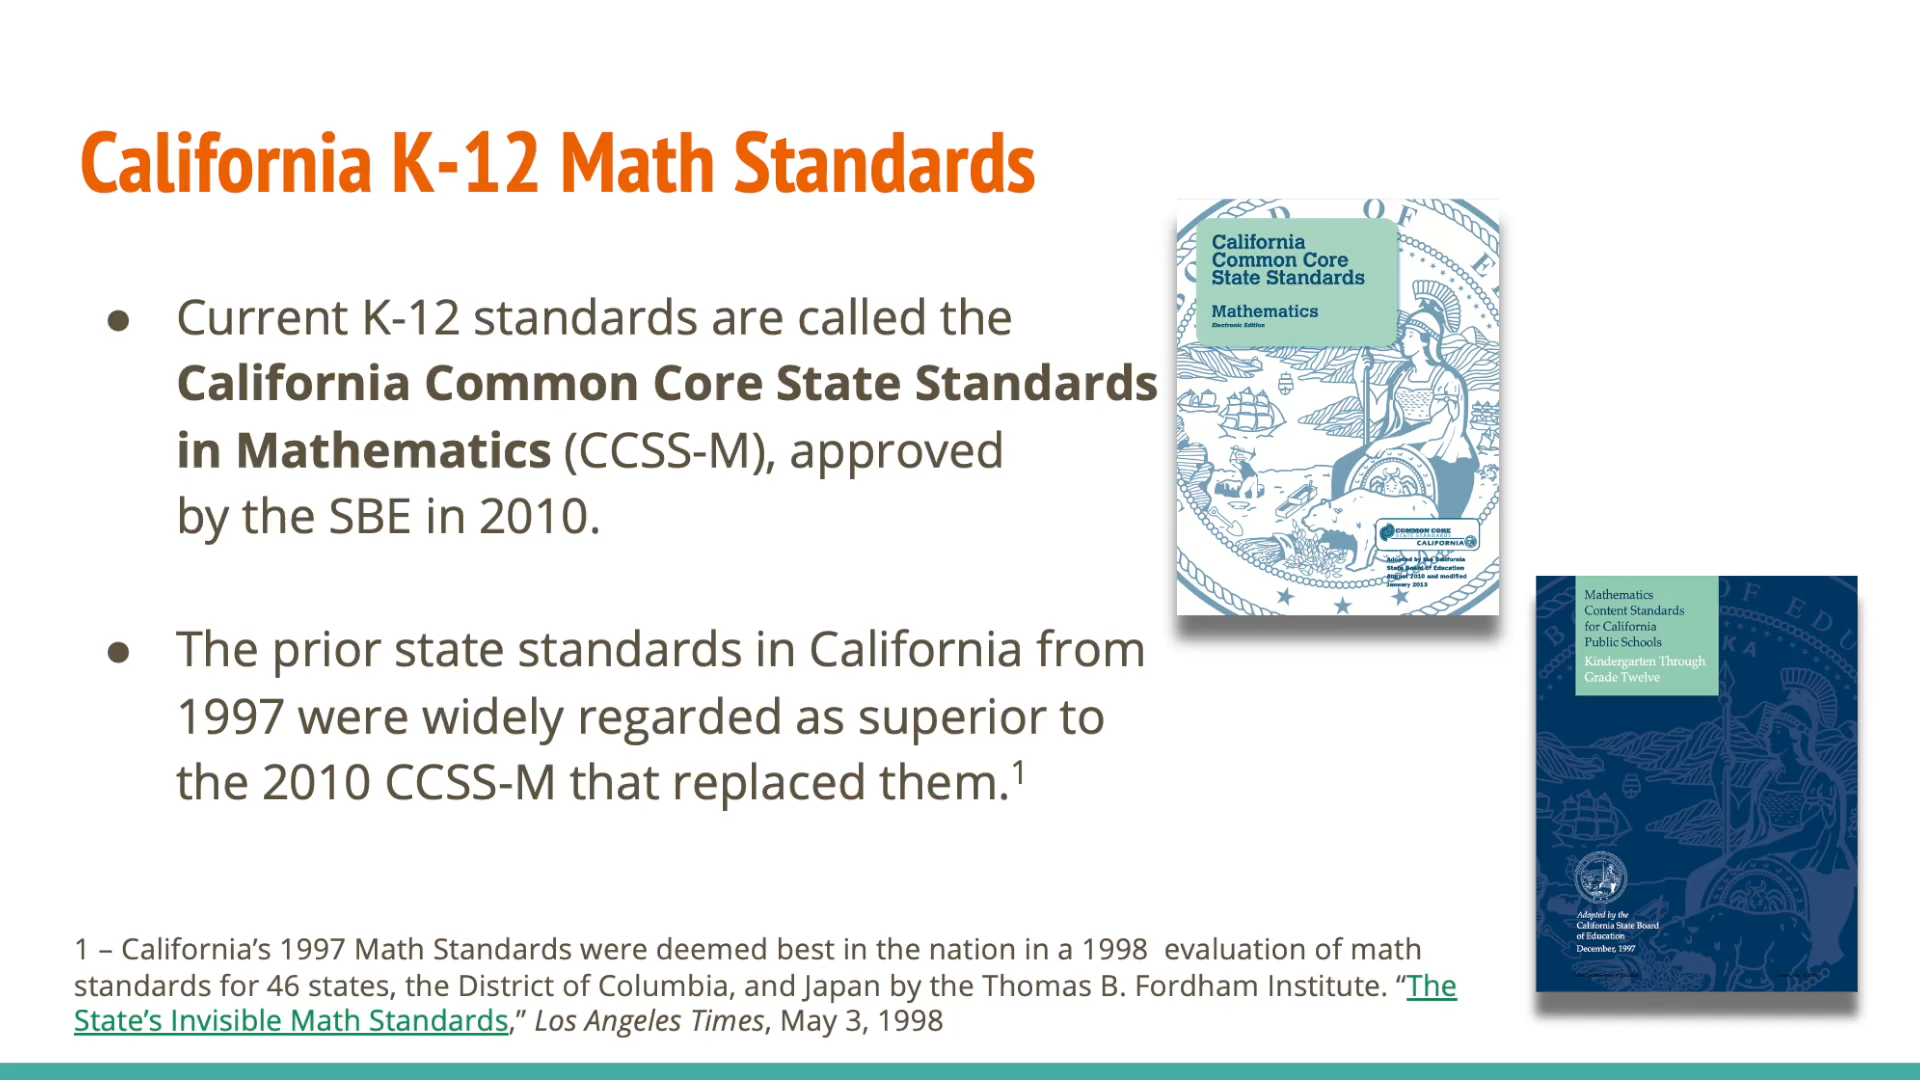 California K-12 Math Standards
● Current K-12 standards are called the
California Common Core State Standards
in Mathematics (CCSS-M), approved
by the SBE in 2010.
● The prior state standards in California from
1997 were widely regarded as superior to
the 2010 CCSS-M that replaced them.¹
1 – California’s 1997 Math Standards were deemed best in the nation in a 1998 evaluation of math
standards for 46 states, the District of Columbia, and Japan by the Thomas B. Fordham Institute. “The
State’s Invisible Math Standards,” Los Angeles Times, May 3, 1998
D OF E
California
Common Core
State Standards
Mathematics
Electronic Edition
COMMON CORE
STATE STANDARDS
CALIFORNIA
Adopted by the California
State Board of Education
August 2010 and modified
January 2013
Mathematics
Content Standards
for California
Public Schools
Kindergarten Through
Grade Twelve
OF EDU
Adopted by the
California State Board
of Education
December, 1997